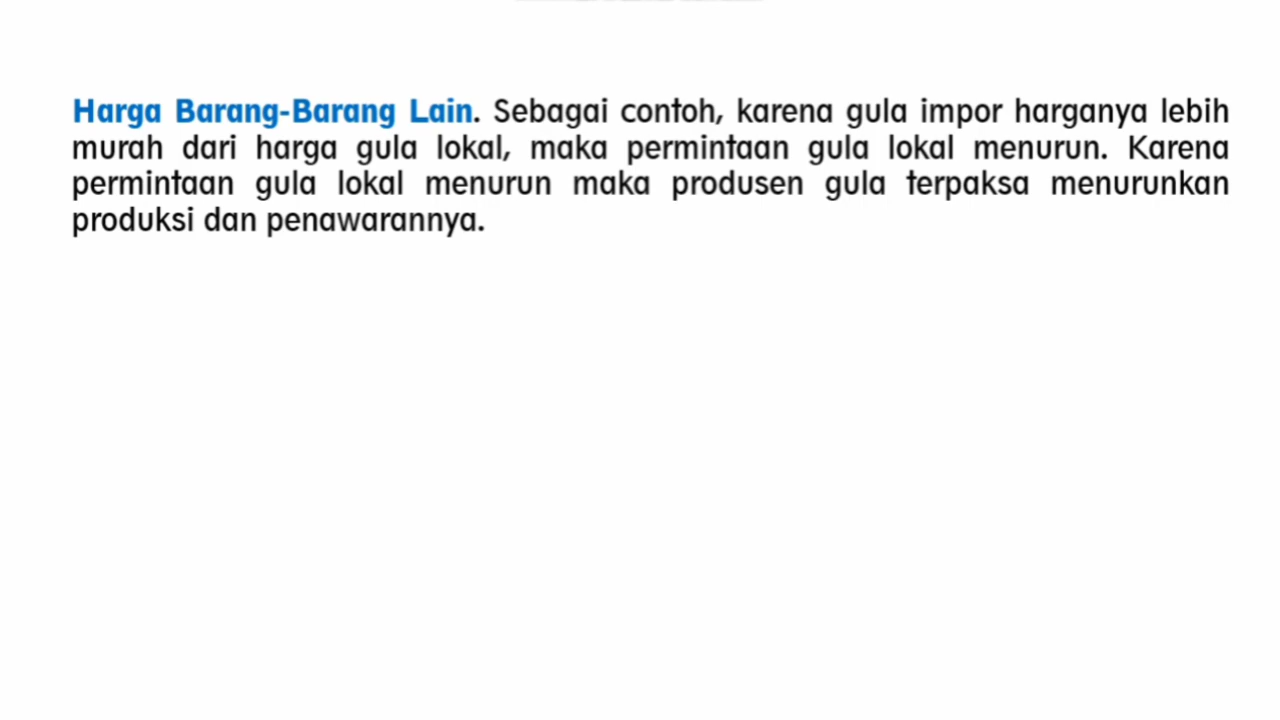 Harga Barang-Barang Lain. Sebagai contoh, karena gula impor harganya lebih
murah dari harga gula lokal, maka permintaan gula lokal menurun. Karena
permintaan gula lokal menurun maka produsen gula terpaksa menurunkan
produksi dan penawarannya.